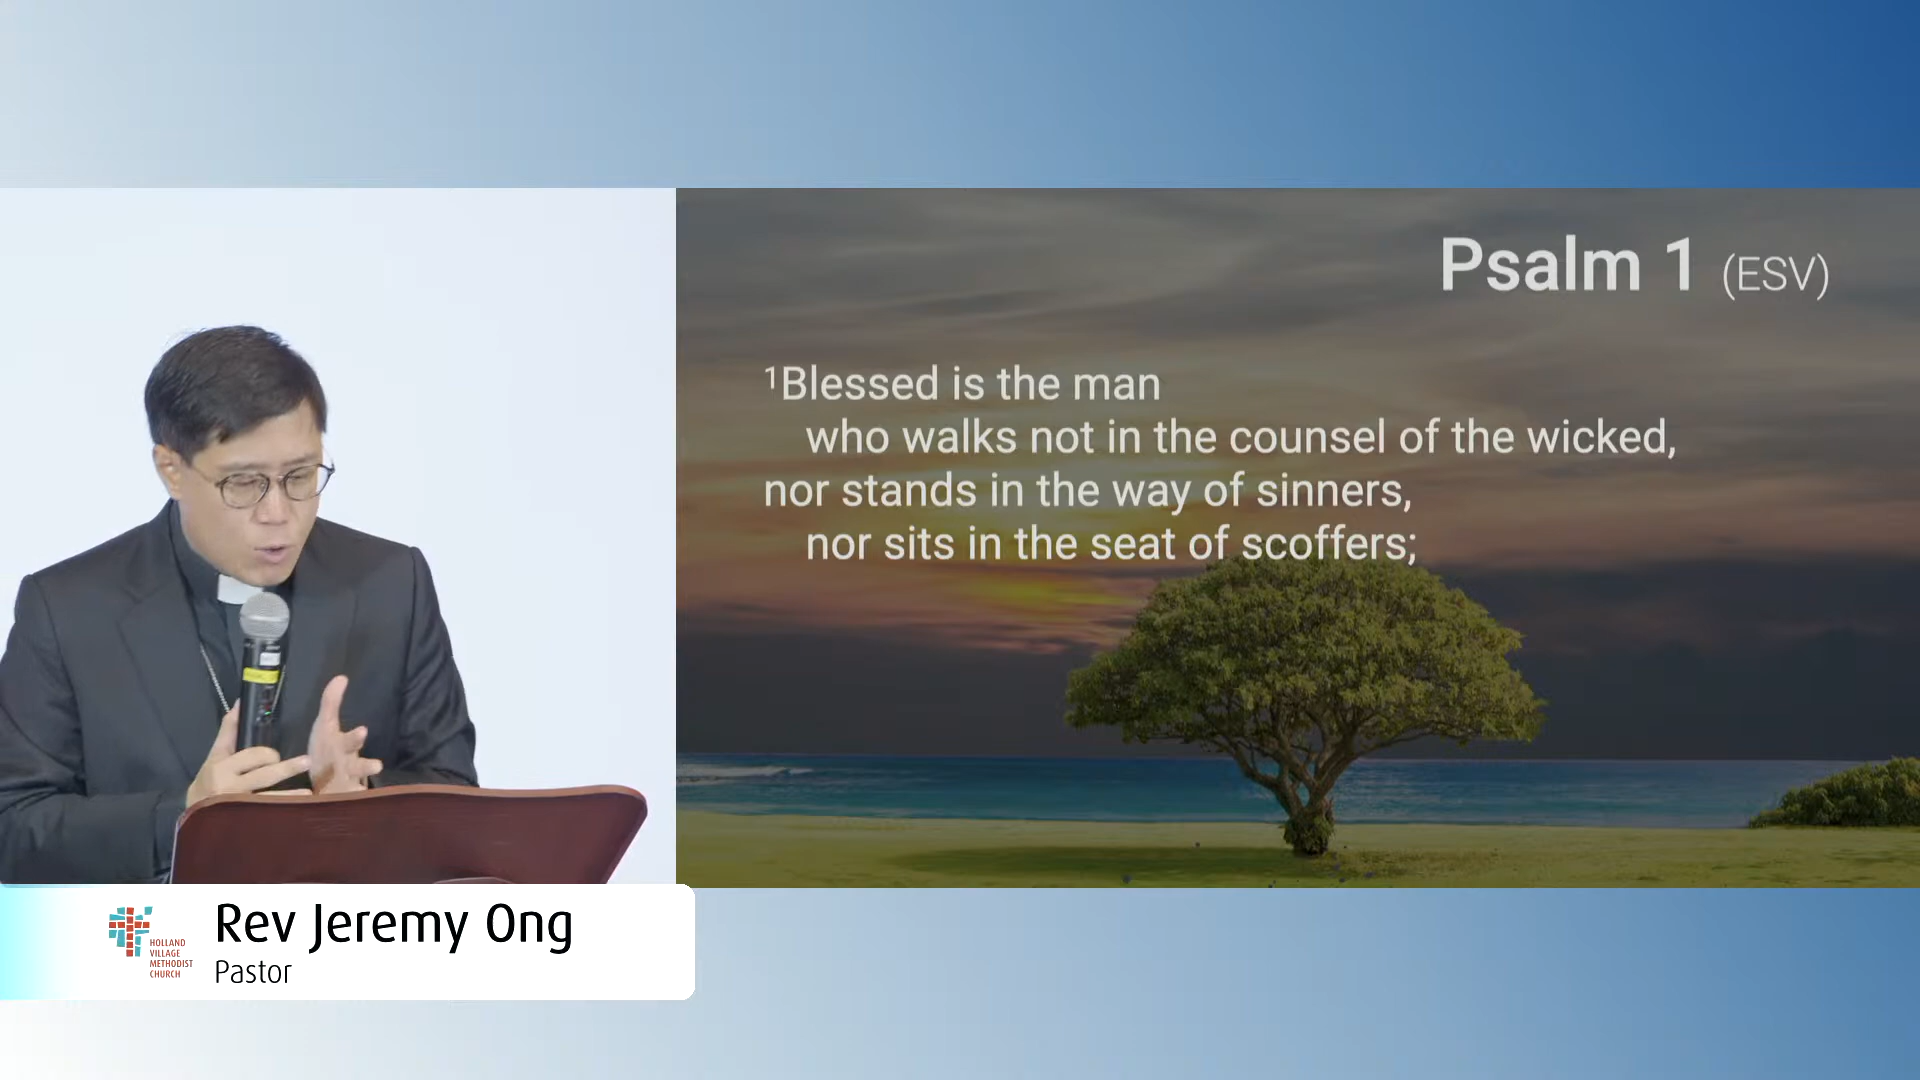 Psalm 1 (ESV)
¹Blessed is the man
who walks not in the counsel of the wicked,
nor stands in the way of sinners,
nor sits in the seat of scoffers;
Rev Jeremy Ong
Pastor
HOLLAND
VILLAGE
METHODIST
CHURCH